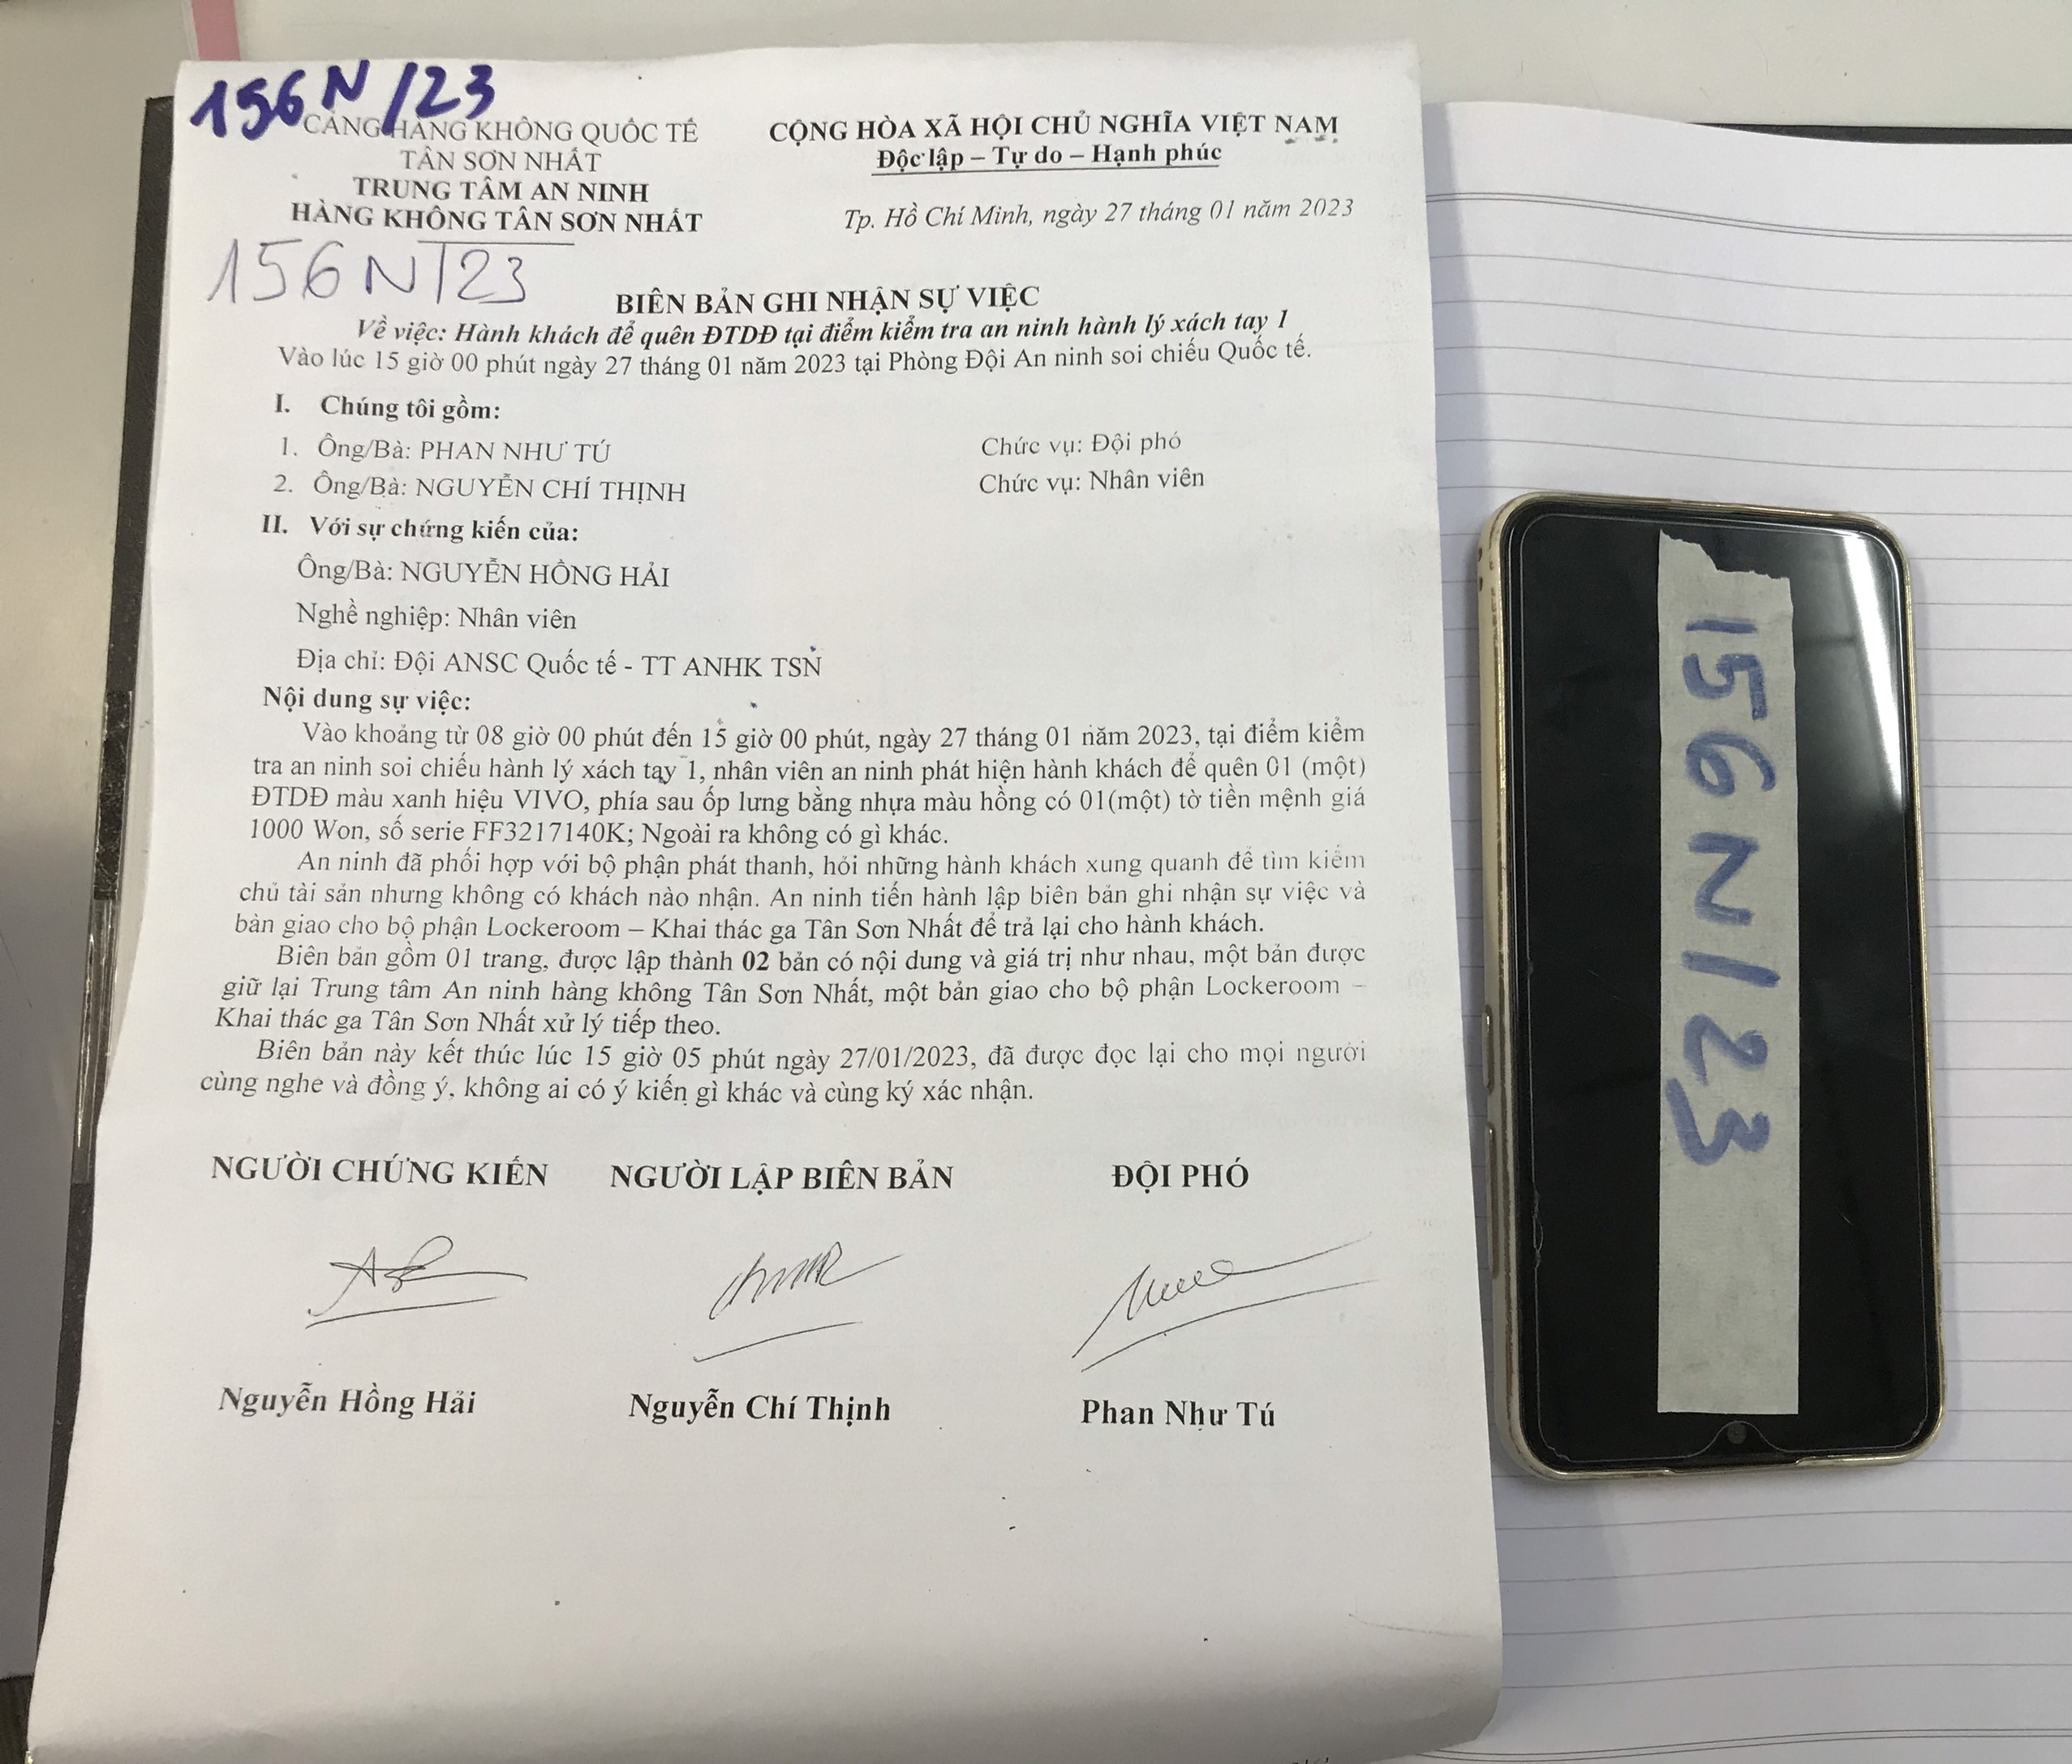 156N/23
CẢNG HÀNG KHÔNG QUỐC TẾ
TÂN SƠN NHẤT
TRUNG TÂM AN NINH
HÀNG KHÔNG TÂN SƠN NHẤT
156N/23
CỘNG HÒA XÃ HỘI CHỦ NGHĨA VIỆT NAM
Độc lập – Tự do – Hạnh phúc
Tp. Hồ Chí Minh, ngày 27 tháng 01 năm 2023
BIÊN BẢN GHI NHẬN SỰ VIỆC
Về việc: Hành khách để quên ĐTDĐ tại điểm kiểm tra an ninh hành lý xách tay 1
Vào lúc 15 giờ 00 phút ngày 27 tháng 01 năm 2023 tại Phòng Đội An ninh soi chiếu Quốc tế.
I. Chúng tôi gồm:
1. Ông/Bà: PHAN NHƯ TÚ Chức vụ: Đội phó
2. Ông/Bà: NGUYỄN CHÍ THỊNH Chức vụ: Nhân viên
II. Với sự chứng kiến của:
Ông/Bà: NGUYỄN HỒNG HẢI
Nghề nghiệp: Nhân viên
Địa chỉ: Đội ANSC Quốc tế - TT ANHK TSN
Nội dung sự việc:
Vào khoảng từ 08 giờ 00 phút đến 15 giờ 00 phút, ngày 27 tháng 01 năm 2023, tại điểm kiểm
tra an ninh soi chiếu hành lý xách tay 1, nhân viên an ninh phát hiện hành khách để quên 01 (một)
ĐTDĐ màu xanh hiệu VIVO, phía sau ốp lưng bằng nhựa màu hồng có 01(một) tờ tiền mệnh giá
1000 Won, số serie FF3217140K; Ngoài ra không có gì khác.
An ninh đã phối hợp với bộ phận phát thanh, hỏi những hành khách xung quanh để tìm kiếm
chủ tài sản nhưng không có khách nào nhận. An ninh tiến hành lập biên bản ghi nhận sự việc và
bàn giao cho bộ phận Lockeroom – Khai thác ga Tân Sơn Nhất để trả lại cho hành khách.
Biên bản gồm 01 trang, được lập thành 02 bản có nội dung và giá trị như nhau, một bản được
giữ lại Trung tâm An ninh hàng không Tân Sơn Nhất, một bản giao cho bộ phận Lockeroom –
Khai thác ga Tân Sơn Nhất xử lý tiếp theo.
Biên bản này kết thúc lúc 15 giờ 05 phút ngày 27/01/2023, đã được đọc lại cho mọi người
cùng nghe và đồng ý, không ai có ý kiến gì khác và cùng ký xác nhận.
NGƯỜI CHỨNG KIẾN NGƯỜI LẬP BIÊN BẢN ĐỘI PHÓ
Nguyễn Hồng Hải Nguyễn Chí Thịnh Phan Như Tú
156N/23